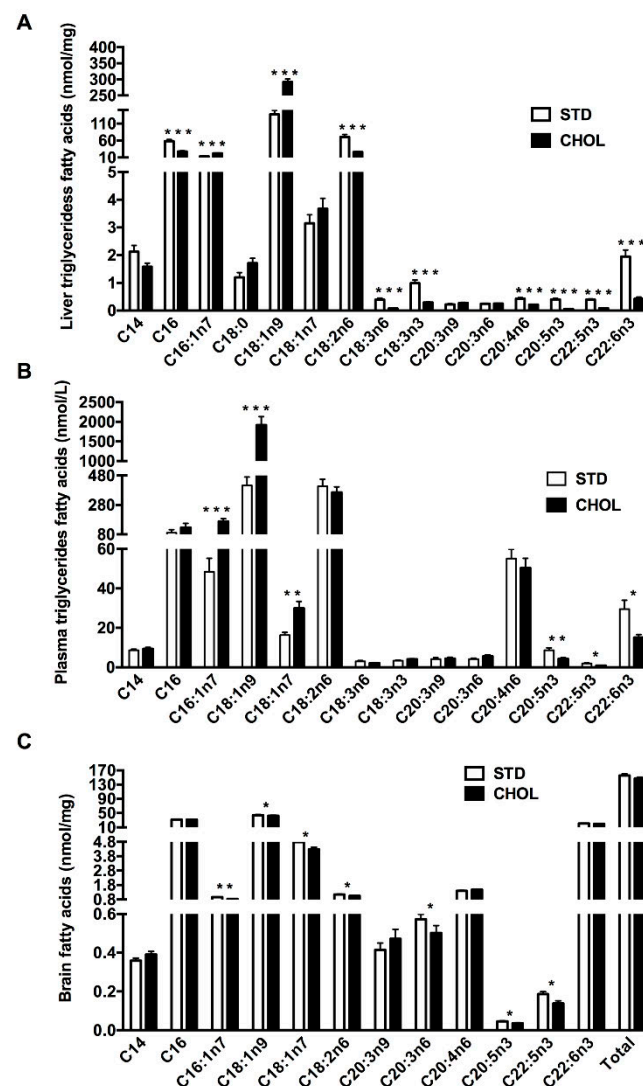 A
Liver triglyceridess fatty acids (nmol/mg)
400
350
300
250
110
60
10
5
4
3
2
1
0
STD
CHOL
*** *** *** *** *** *** *** *** *** ***
C14 C16 C16:1n7 C18:0 C18:1n9 C18:1n7 C18:2n6 C18:3n6 C18:3n3 C20:3n9 C20:3n6 C20:4n6 C20:5n3 C22:5n3 C22:6n3
B
Plasma triglycerides fatty acids (nmol/L)
2500
2000
1500
1000
480
280
80
60
40
20
0
STD
CHOL
*** *** ** ** * *
C14 C16 C16:1n7 C18:1n9 C18:1n7 C18:2n6 C18:3n6 C18:3n3 C20:3n9 C20:3n6 C20:4n6 C20:5n3 C22:5n3 C22:6n3
C
Brain fatty acids (nmol/mg)
170
130
90
50
10
4.8
3.8
2.8
1.8
0.8
0.6
0.4
0.2
0.0
STD
CHOL
** * * * * * *
C14 C16 C16:1n7 C18:1n9 C18:1n7 C18:2n6 C20:3n9 C20:3n6 C20:4n6 C20:5n3 C22:5n3 C22:6n3 Total